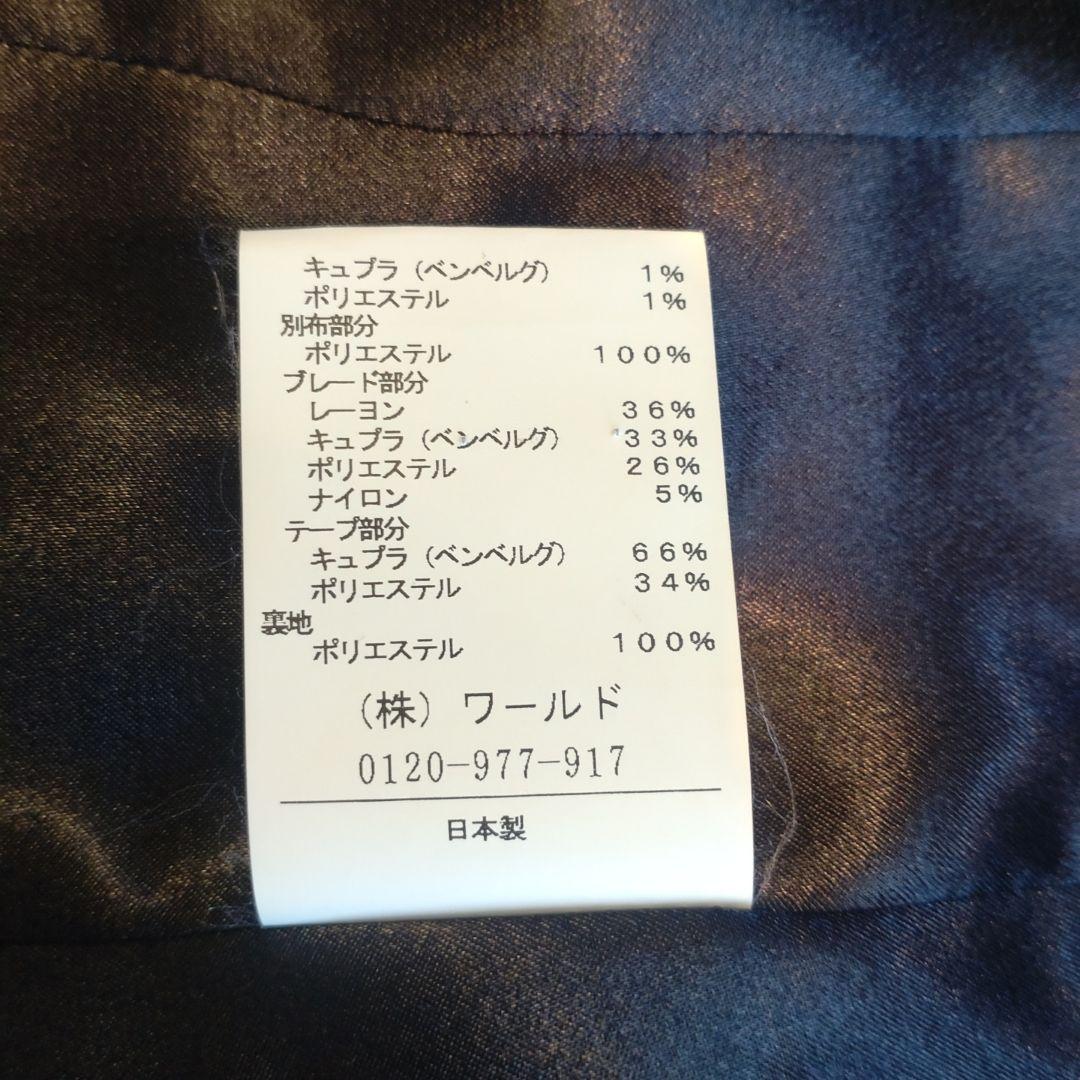 キュプラ（ベンベルグ） 1%
ポリエステル 1%
別布部分
ポリエステル 100%
ブレード部分
レーヨン 36%
キュプラ（ベンベルグ） 33%
ポリエステル 26%
ナイロン 5%
テープ部分
キュプラ（ベンベルグ） 66%
ポリエステル 34%
裏地
ポリエステル 100%
（株）ワールド
0120-977-917
日本製